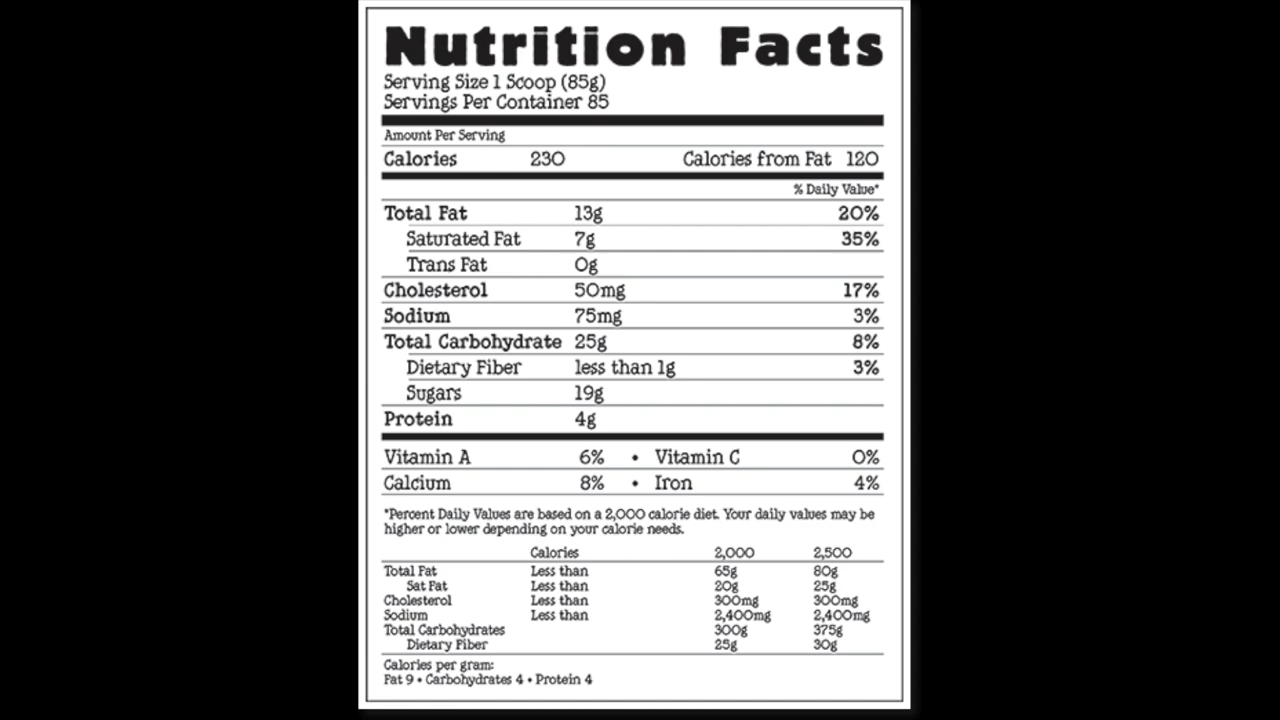 Nutrition Facts
Serving Size 1 Scoop (85g)
Servings Per Container 85
Amount Per Serving
Calories 230 Calories from Fat 120
% Daily Value*
Total Fat 13g 20%
Saturated Fat 7g 35%
Trans Fat 0g
Cholesterol 50mg 17%
Sodium 75mg 3%
Total Carbohydrate 25g 8%
Dietary Fiber less than 1g 3%
Sugars 19g
Protein 4g
Vitamin A 6% • Vitamin C 0%
Calcium 8% • Iron 4%
*Percent Daily Values are based on a 2,000 calorie diet. Your daily values may be
higher or lower depending on your calorie needs.
Calories 2,000 2,500
Total Fat Less than 65g 80g
Sat Fat Less than 20g 25g
Cholesterol Less than 300mg 300mg
Sodium Less than 2,400mg 2,400mg
Total Carbohydrates 300g 375g
Dietary Fiber 25g 30g
Calories per gram:
Fat 9 • Carbohydrates 4 • Protein 4